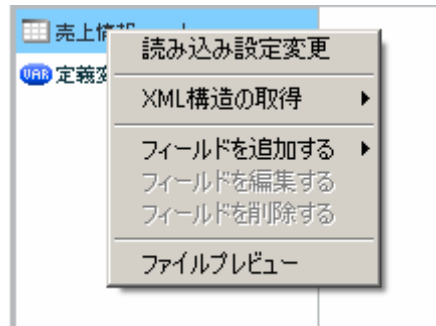 売上情
読み込み設定変更
VAR 定義変
XML構造の取得
フィールドを追加する
フィールドを編集する
フィールドを削除する
ファイルプレビュー